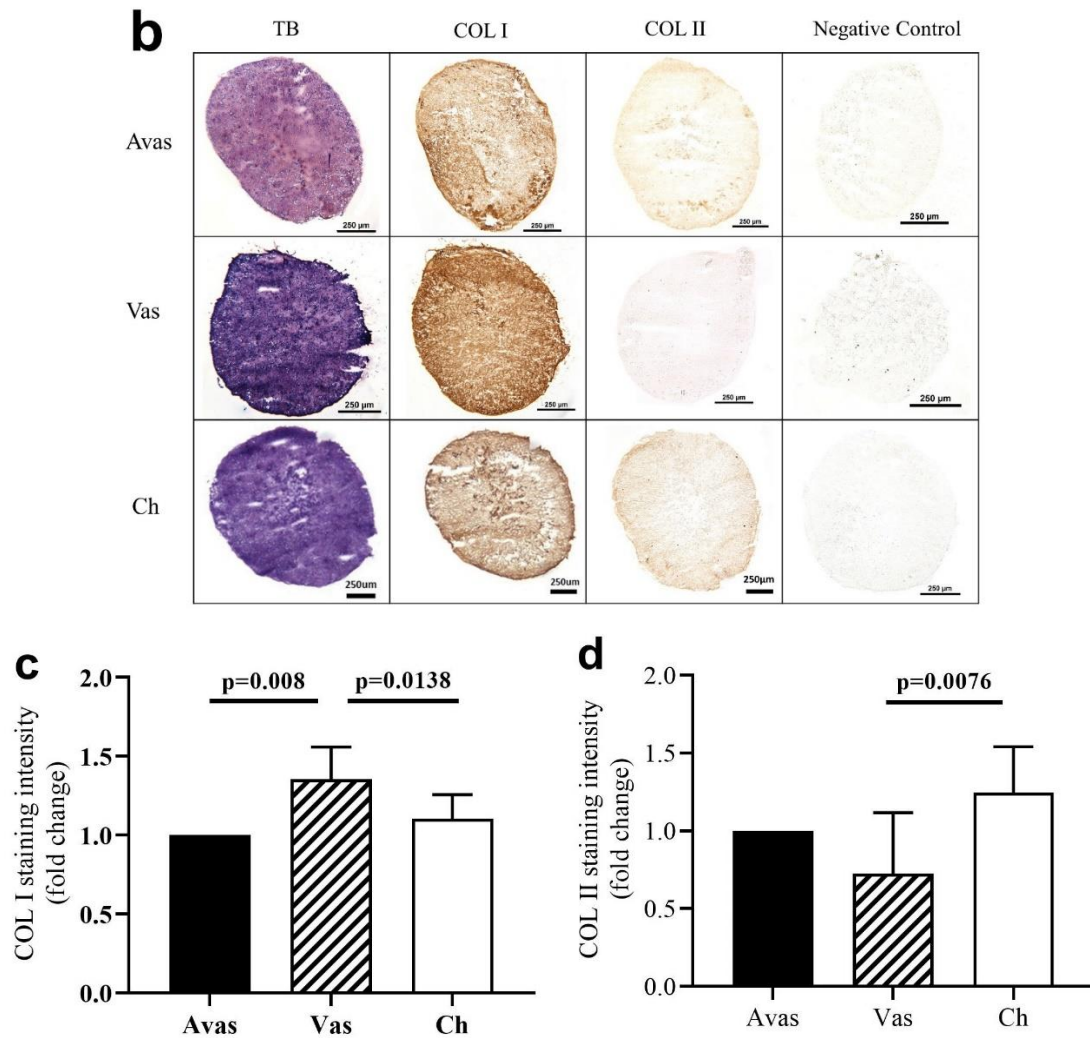 b
TB COL I COL II Negative Control
Avas
250 µm 250 µm 250 µm 250 µm
Vas
250 µm 250 µm 250 µm 250 µm
Ch
250um 250um 250µm 250 µm
c
COL I staining intensity
(fold change)
2.0
1.5
1.0
0.5
0.0
p=0.008 p=0.0138
Avas Vas Ch
d
COL II staining intensity
(fold change)
2.0
1.5
1.0
0.5
0.0
p=0.0076
Avas Vas Ch